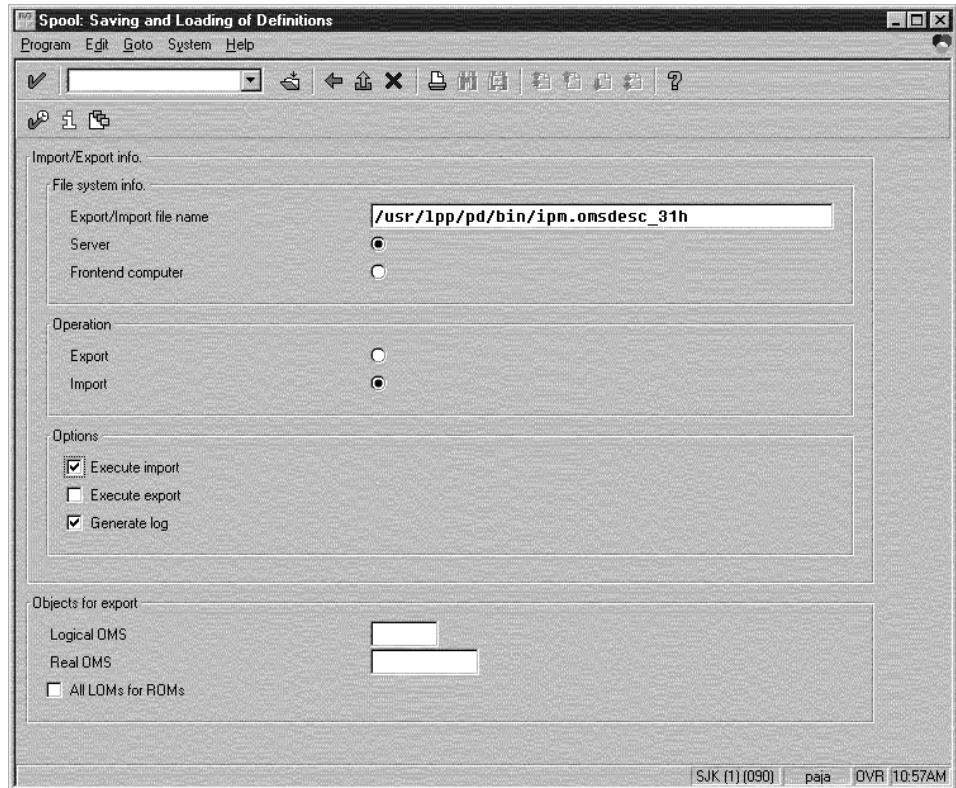 Spool: Saving and Loading of Definitions
Program Edit Goto System Help
Import/Export info.
File system info.
Export/Import file name /usr/lpp/pd/bin/ipm.omsdesc_31h
Server
Frontend computer
Operation
Export
Import
Options
Execute import
Execute export
Generate log
Objects for export
Logical OMS
Real OMS
All LOMs for ROMs
SJK (1) (090) paja OVR 10:57AM